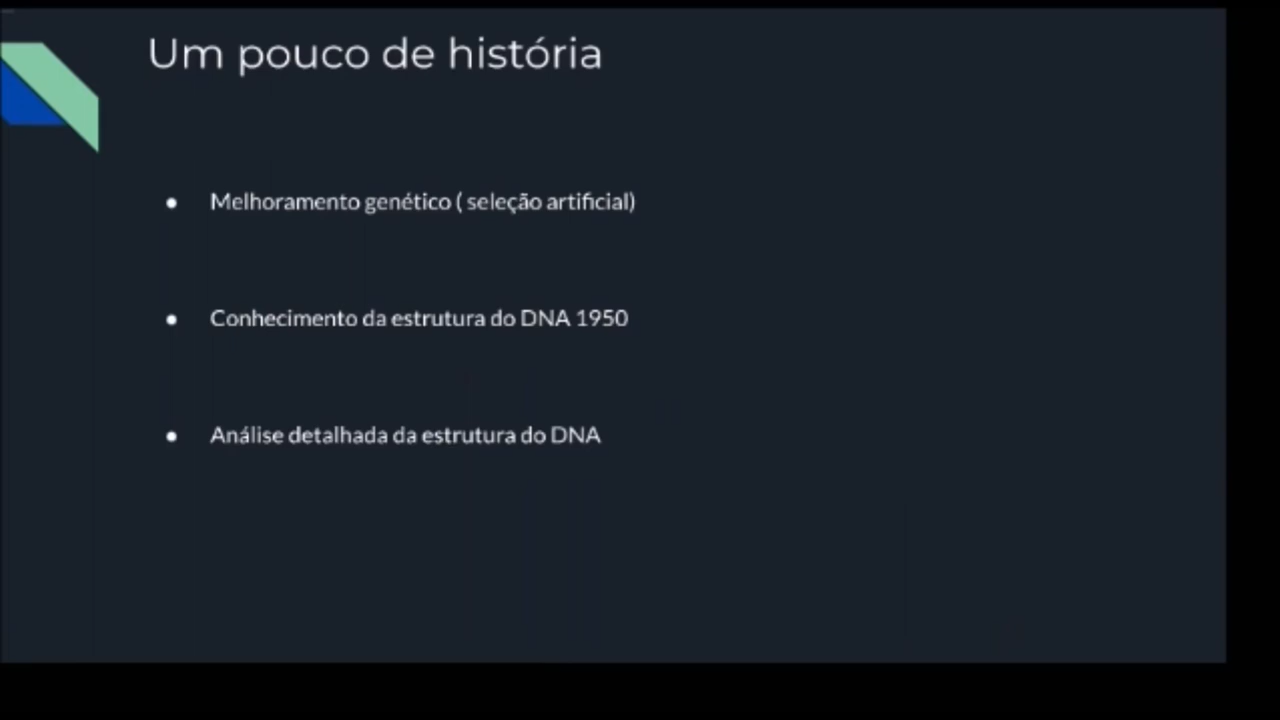 Um pouco de história
● Melhoramento genético ( seleção artificial)
● Conhecimento da estrutura do DNA 1950
● Análise detalhada da estrutura do DNA